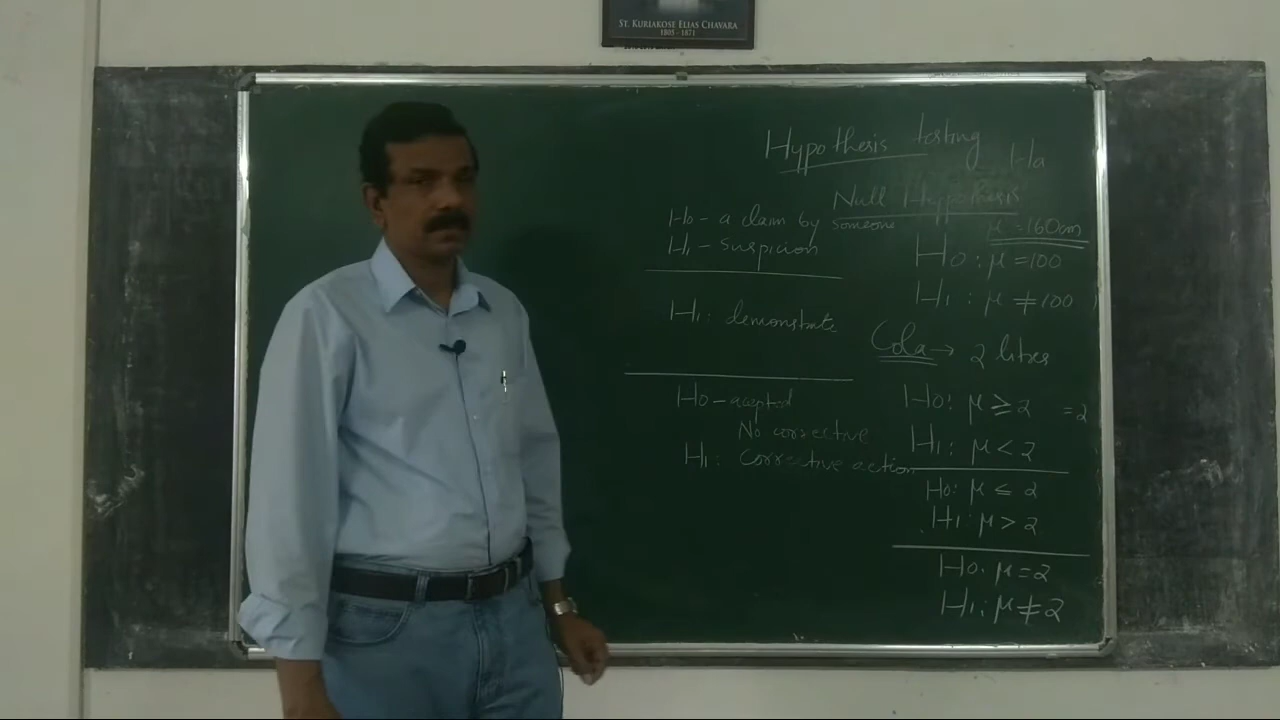 ST. KURIAKOSE ELIAS CHAVARA
1805 - 1871
Hypothesis testing
Ha
Null Hypothesis
μ = 160cm
H0 : μ = 100
H1 : μ ≠ 100
Cola → 2 litres
H0: μ ≥ 2 = 2
H1: μ < 2
H0: μ ≤ 2
H1: μ > 2
H0: μ = 2
H1: μ ≠ 2
H0 - a claim by someone
H1 - suspicion
H1: demonstrate
H0 - accepted
No corrective
H1: corrective action